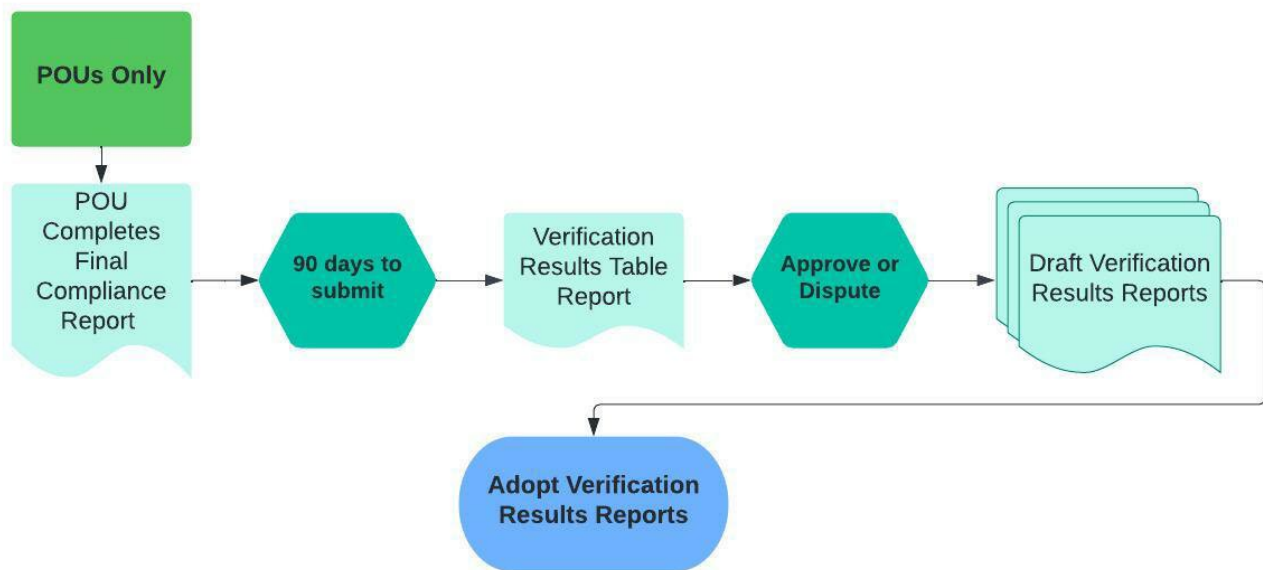 POUs Only
POU
Completes
Final
Compliance
Report
90 days to
submit
Verification
Results Table
Report
Approve or
Dispute
Draft Verification
Results Reports
Adopt Verification
Results Reports